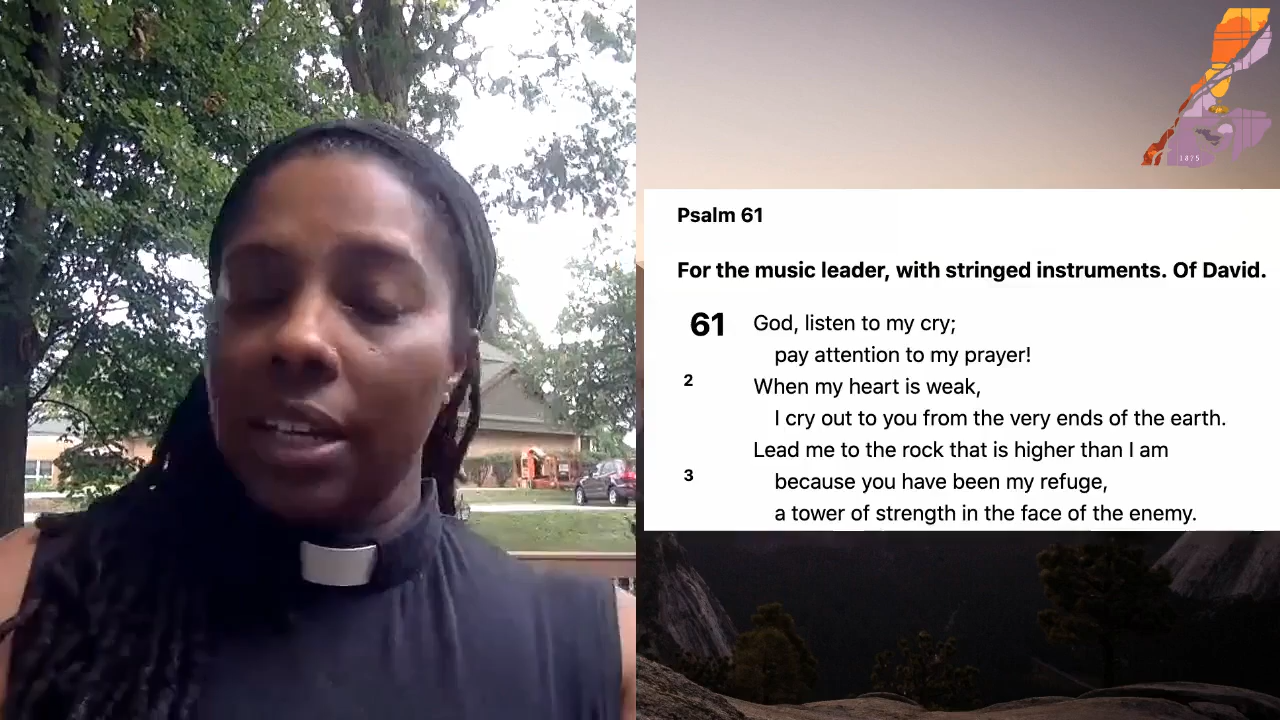 1875
Psalm 61
For the music leader, with stringed instruments. Of David.
61 God, listen to my cry;
pay attention to my prayer!
2 When my heart is weak,
I cry out to you from the very ends of the earth.
Lead me to the rock that is higher than I am
3 because you have been my refuge,
a tower of strength in the face of the enemy.